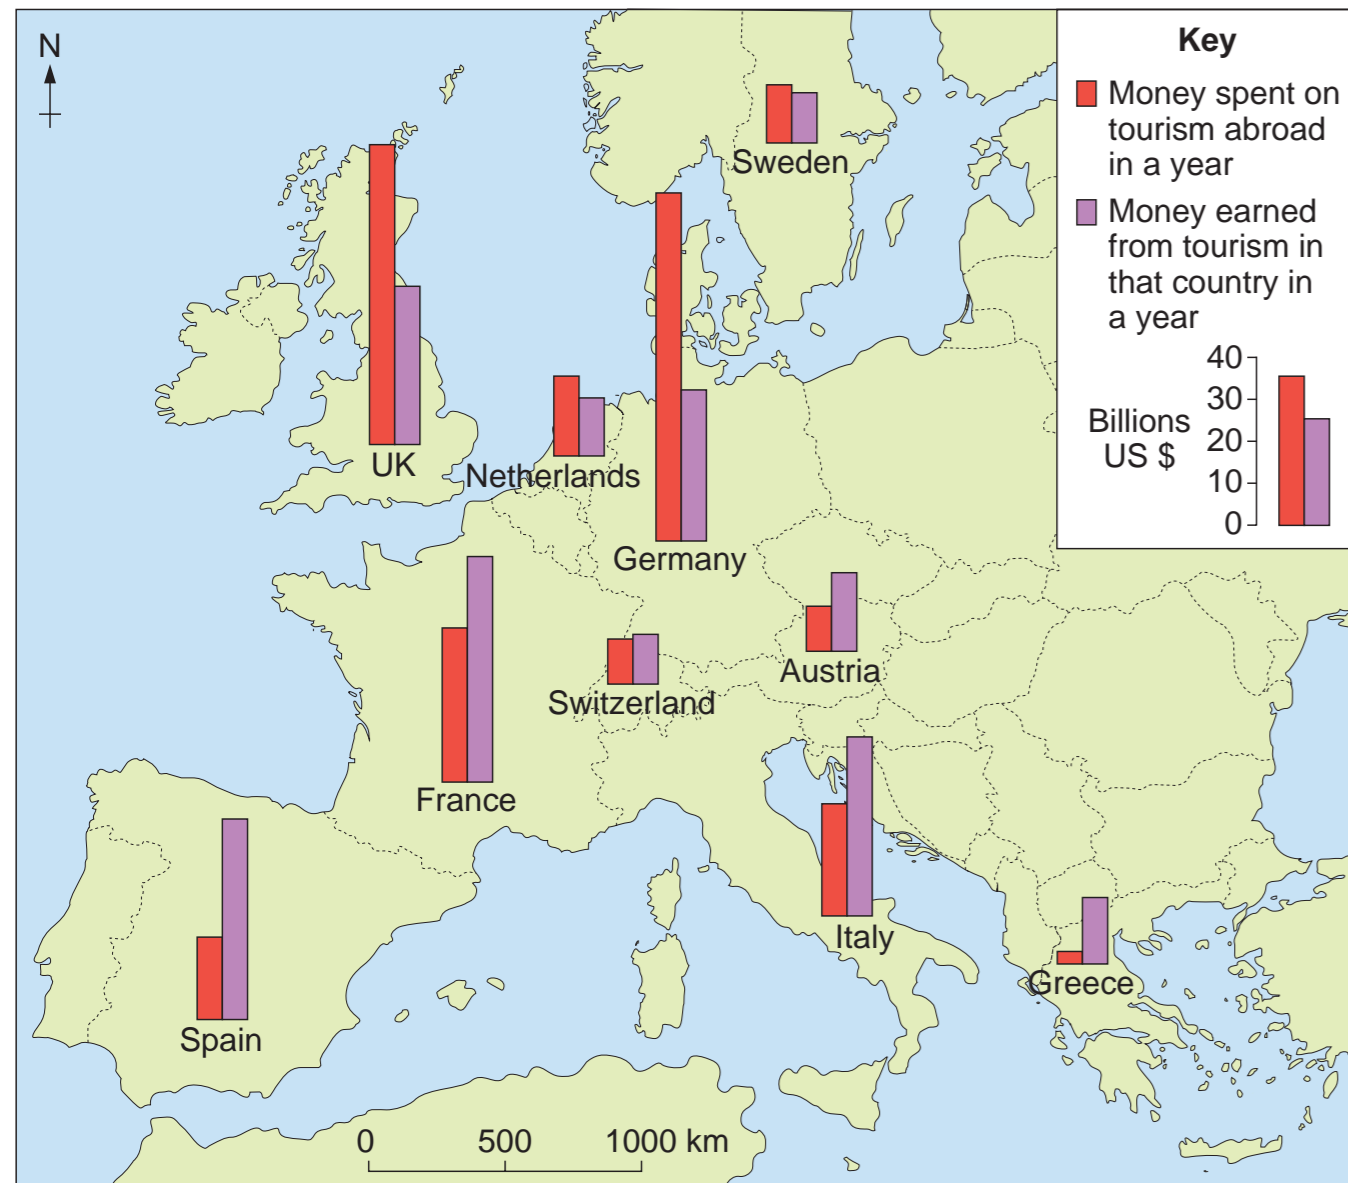 N
Key
Money spent on
tourism abroad
in a year
Money earned
from tourism in
that country in
a year
Billions
US $
40
30
20
10
0
Sweden
UK
Netherlands
Germany
Austria
Switzerland
France
Italy
Greece
Spain
0 500 1000 km